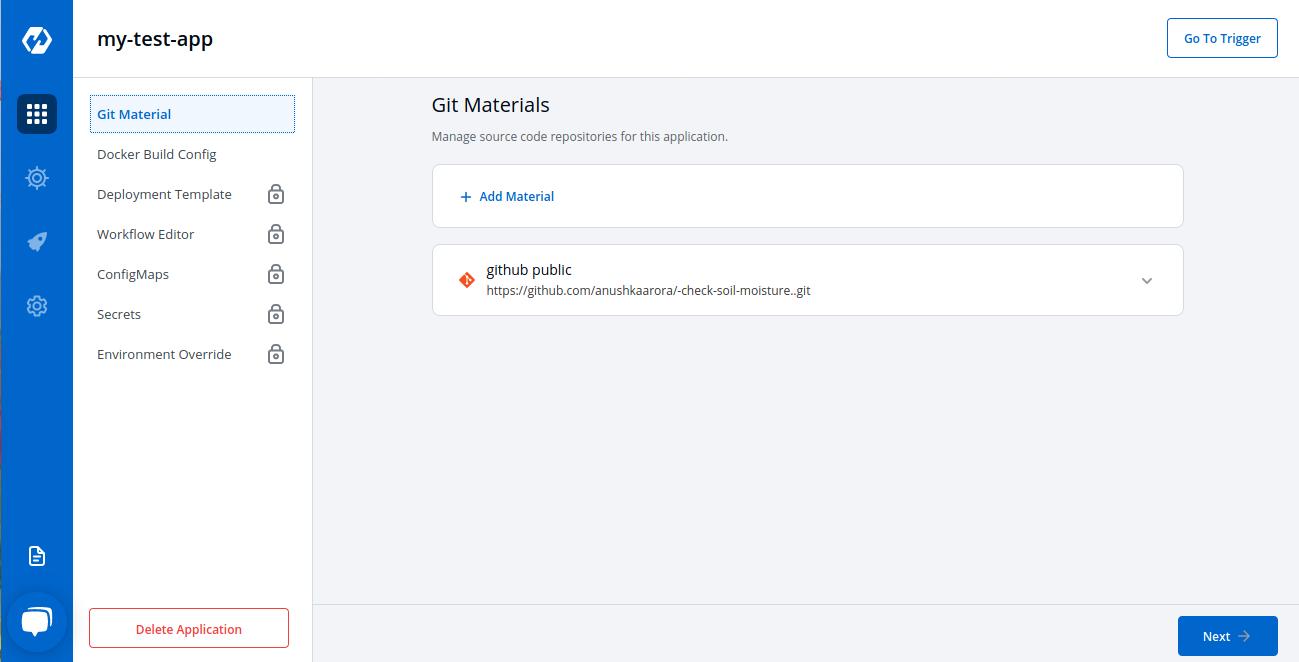 my-test-app
Go To Trigger
Git Material
Docker Build Config
Deployment Template
Workflow Editor
ConfigMaps
Secrets
Environment Override
Delete Application
Git Materials
Manage source code repositories for this application.
+ Add Material
github public
https://github.com/anushkaarora/-check-soil-moisture..git
Next →